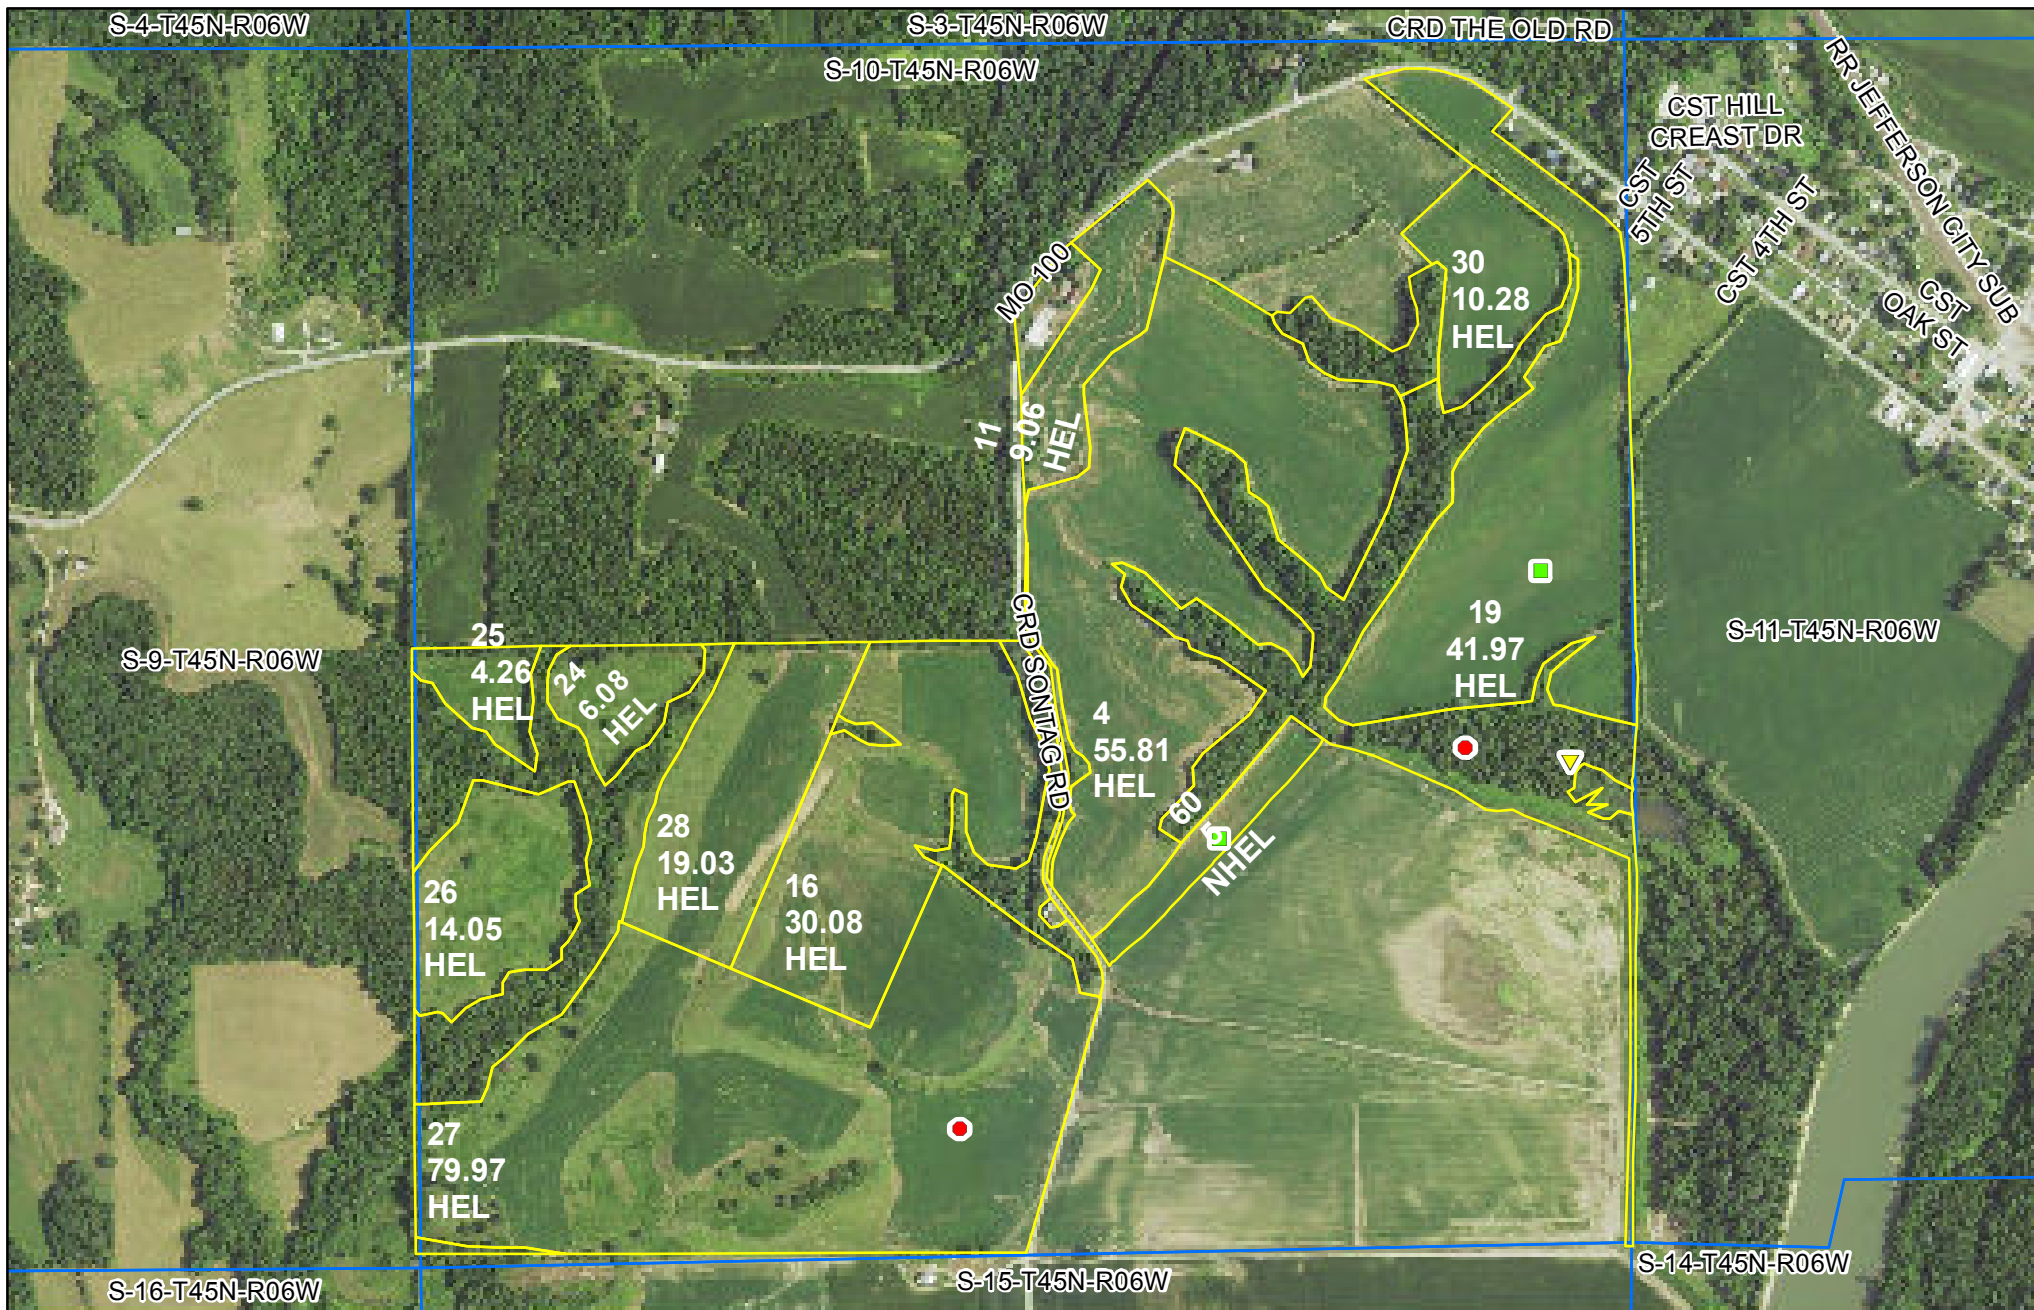 S-4-T45N-R06W
S-3-T45N-R06W
CRD THE OLD RD
S-10-T45N-R06W
RR JEFFERSON CITY SUB
CST HILL
CREAST DR
CST
5TH ST
CST 4TH ST
CST
OAK ST
MO 100
30
10.28
HEL
11
9.06
HEL
CRD SONTAG RD
S-9-T45N-R06W
25
4.26
HEL
24
6.08
HEL
19
41.97
HEL
S-11-T45N-R06W
4
55.81
HEL
60
NHEL
28
19.03
HEL
16
30.08
HEL
26
14.05
HEL
27
79.97
HEL
S-16-T45N-R06W
S-15-T45N-R06W
S-14-T45N-R06W